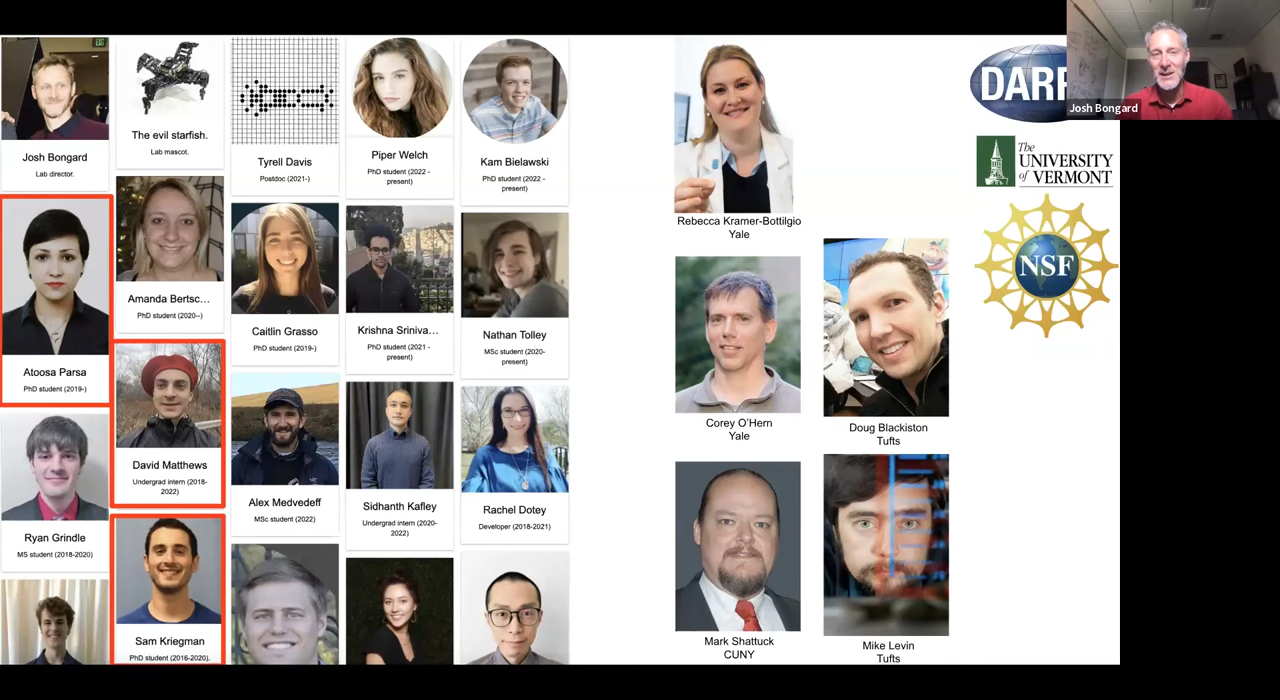 Josh Bongard
Lab director.
Atoosa Parsa
PhD student (2019-)
Ryan Grindle
MS student (2018-2020)
The evil starfish.
Lab mascot.
Amanda Bertsc...
PhD student (2020~)
David Matthews
Undergrad intern (2018-
2022)
Sam Kriegman
PhD student (2016-2020).
Tyrell Davis
Postdoc (2021-)
Caitlin Grasso
PhD student (2019-)
Alex Medvedeff
MSc student (2022)
Piper Welch
PhD student (2022 -
present)
Krishna Sriniva...
PhD student (2021 -
present)
Sidhanth Kafley
Undergrad intern (2020-
2022)
Kam Bielawski
PhD student (2022 -
present)
Nathan Tolley
MSc student (2020-
present)
Rachel Dotey
Developer (2018-2021)
Rebecca Kramer-Bottilgio
Yale
Corey O'Hern
Yale
Mark Shattuck
CUNY
Doug Blackiston
Tufts
Mike Levin
Tufts
The
UNIVERSITY
of VERMONT
NSF
Josh Bongard